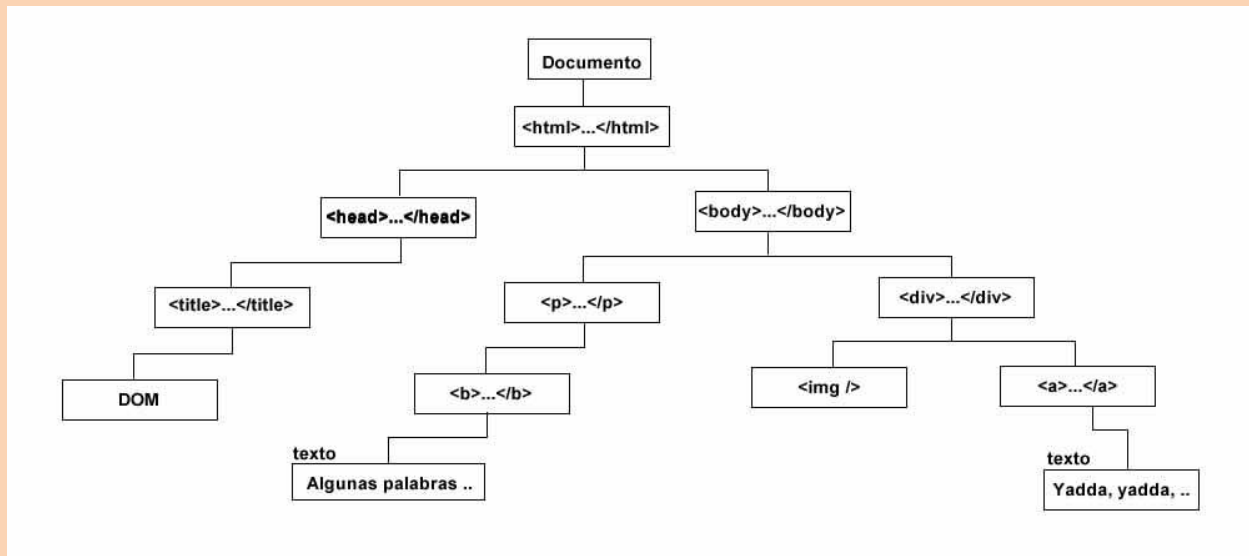 Documento
<html>...</html>
<head>...</head>
<body>...</body>
<title>...</title>
<p>...</p>
<div>...</div>
DOM
<b>...</b>
<img />
<a>...</a>
texto
Algunas palabras ..
texto
Yadda, yadda, ..